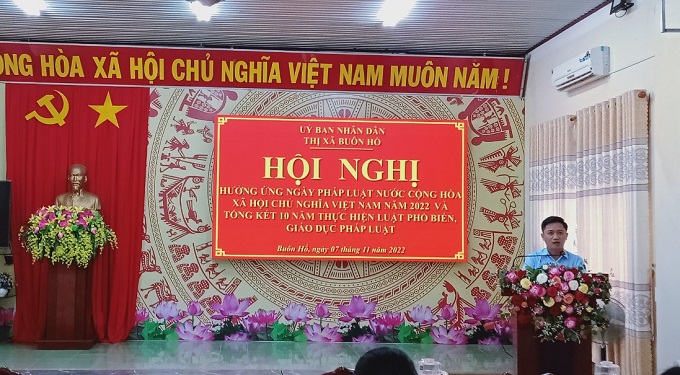 ỘNG HÒA XÃ HỘI CHỦ NGHĨA VIỆT NAM MUÔN NĂM !
UỶ BAN NHÂN DÂN
THỊ XÃ BUÔN HỒ
HỘI NGHỊ
HƯỞNG ỨNG NGÀY PHÁP LUẬT NƯỚC CỘNG HÒA
XÃ HỘI CHỦ NGHĨA VIỆT NAM NĂM 2022 VÀ
TỔNG KẾT 10 NĂM THỰC HIỆN LUẬT PHỔ BIẾN,
GIÁO DỤC PHÁP LUẬT
Buôn Hồ, ngày 07 tháng 11 năm 2022